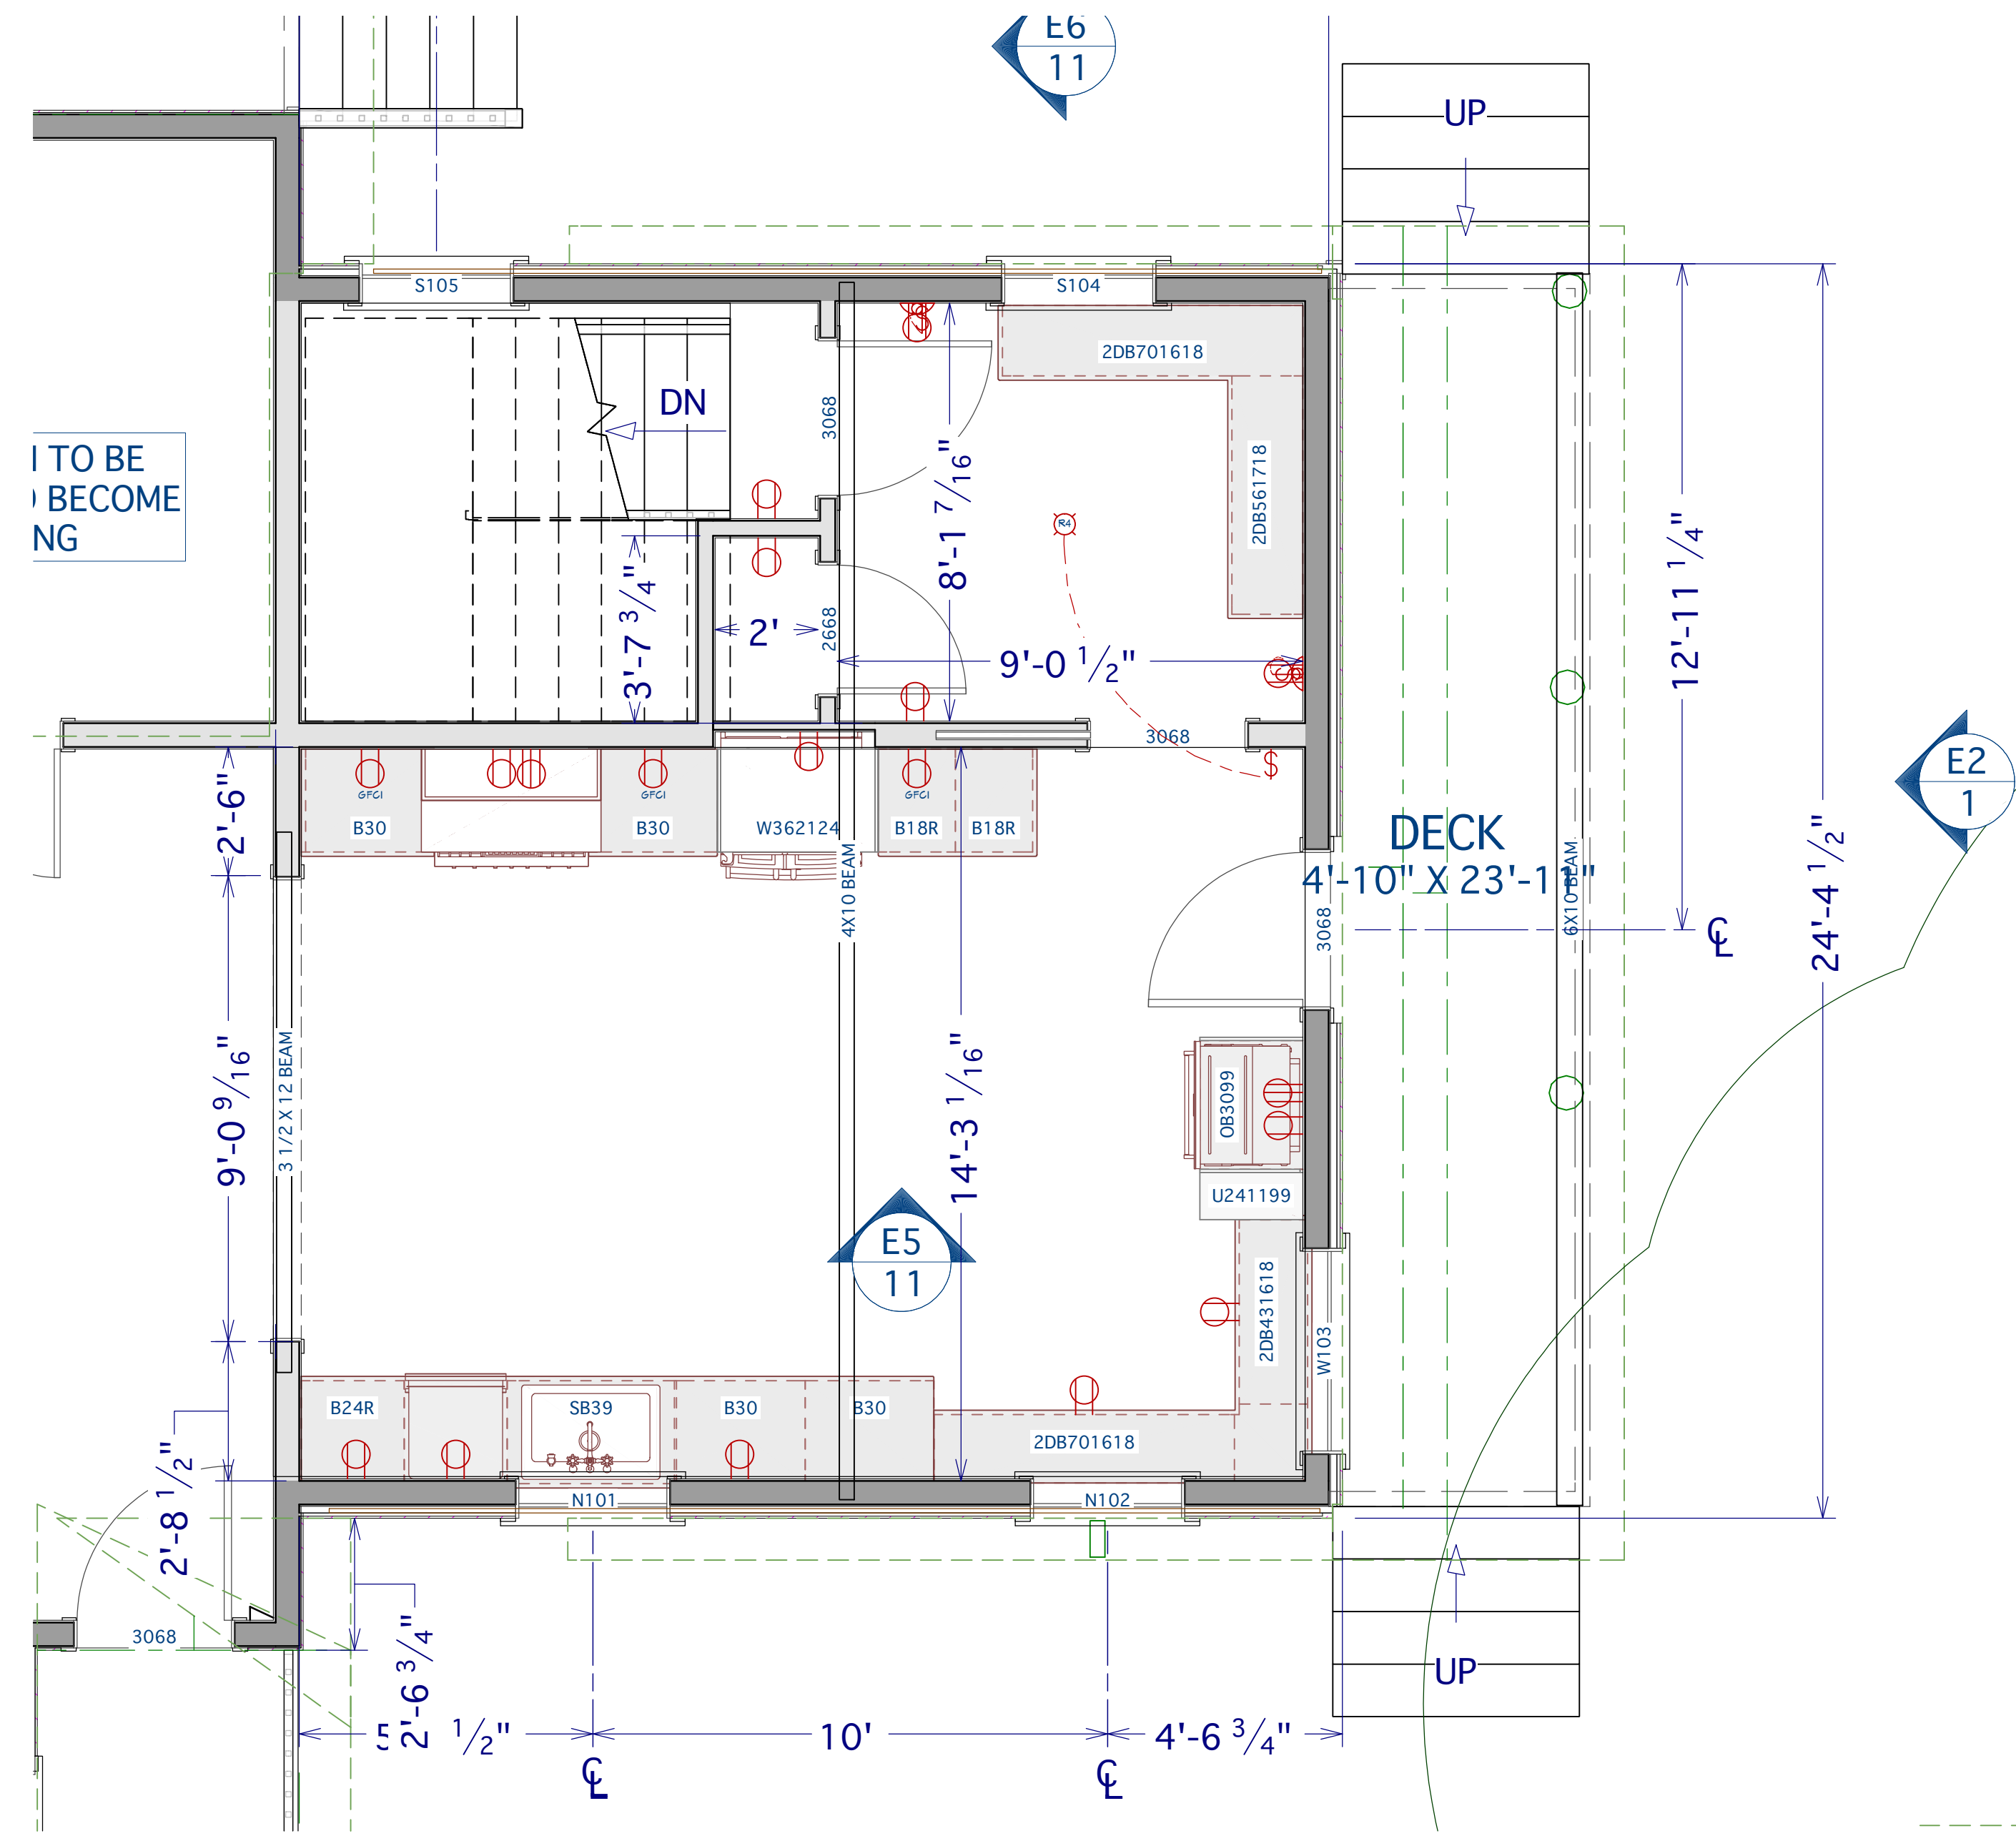 E6
11
UP
S105
S104
2DB701618
DN
3068
TO BE
BECOME
NG
8'-1 7/16"
2DB561718
R4
12'-11 1/4"
3'-7 3/4"
2'
2668
9'-0 1/2"
3068
$
E2
1
2'-6"
GFCI
GFCI
GFCI
B30
B30
W362124
B18R
B18R
DECK
4'-10" X 23'-11"
4X10 BEAM
6X10 BEAM
3068
24'-4 1/2"
9'-0 9/16"
3 1/2 X 12 BEAM
14'-3 1/16"
OB3099
U241199
E5
11
2DB431618
W103
B24R
SB39
B30
B30
2DB701618
N101
N102
2'-8 1/2"
3068
2'-6 3/4"
UP
5
1/2"
10'
4'-6 3/4"